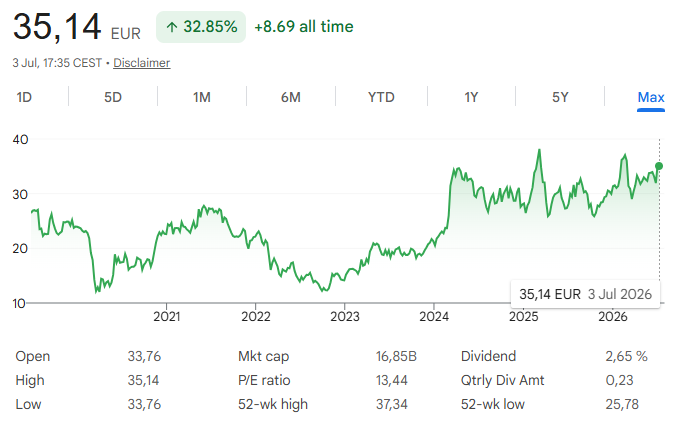 35,14 EUR ↑ 32.85% +8.69 all time
3 Jul, 17:35 CEST • Disclaimer
1D 5D 1M 6M YTD 1Y 5Y Max
40
30
20
10
35,14 EUR 3 Jul 2026
2021 2022 2023 2024 2025 2026
Open 33,76 Mkt cap 16,85B Dividend 2,65 %
High 35,14 P/E ratio 13,44 Qtrly Div Amt 0,23
Low 33,76 52-wk high 37,34 52-wk low 25,78